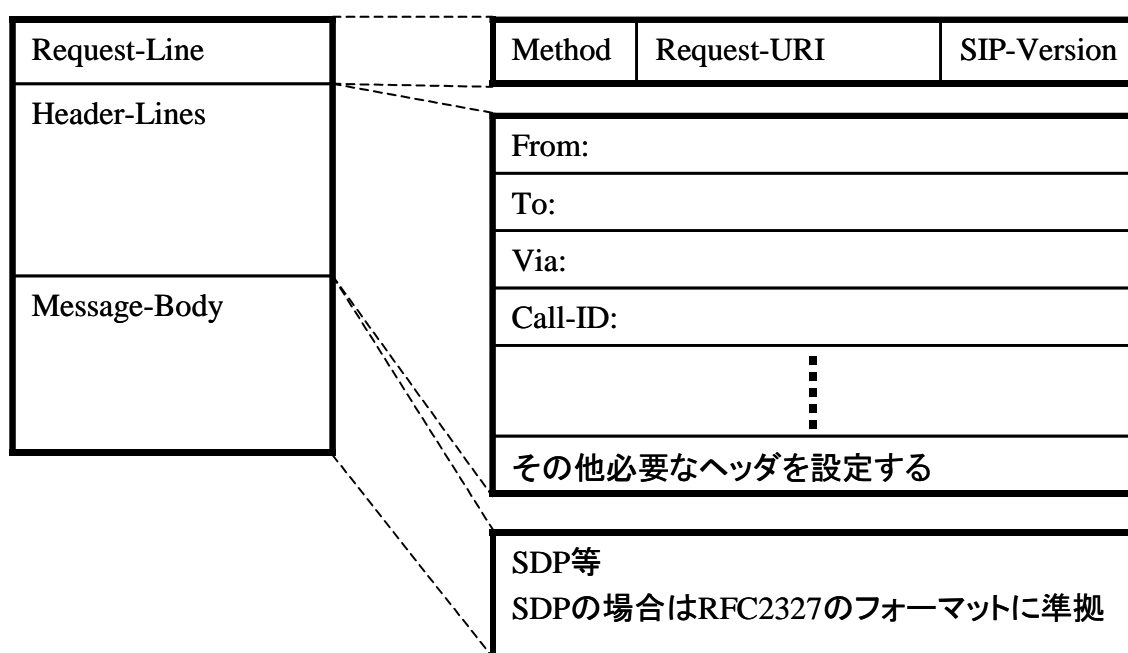 Request-Line
Header-Lines
Message-Body
Method Request-URI SIP-Version
From:
To:
Via:
Call-ID:
その他必要なヘッダを設定する
SDP等
SDPの場合はRFC2327のフォーマットに準拠